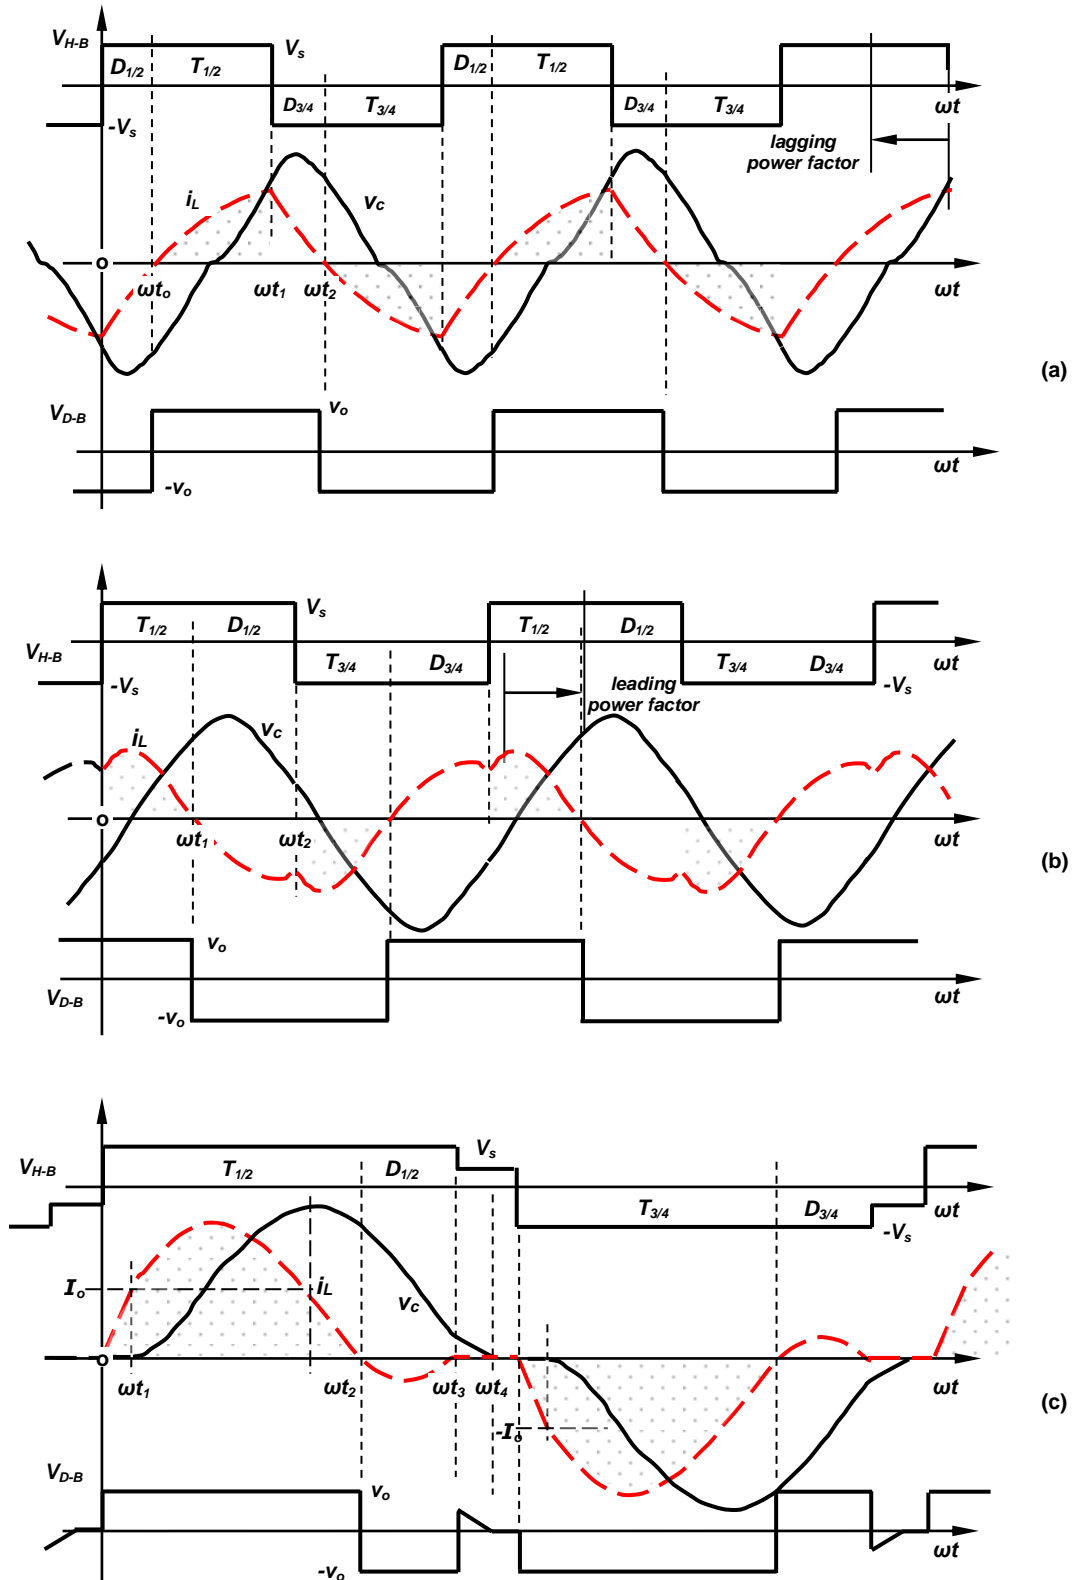 V_H-B V_s
D_1/2 T_1/2 D_1/2 T_1/2
D_3/4 T_3/4 D_3/4 T_3/4 ωt
-V_s
lagging
power factor
i_L v_c
o
ωt_o ωt_1 ωt_2 ωt
(a)
V_D-B v_o
ωt
-v_o
V_s
T_1/2 D_1/2 T_1/2 D_1/2
V_H-B T_3/4 D_3/4 T_3/4 D_3/4 ωt
-V_s leading -V_s
power factor
i_L v_c
o
ωt_1 ωt_2 ωt
(b)
v_o
V_D-B ωt
-v_o
V_s
V_H-B T_1/2 D_1/2
T_3/4 D_3/4 ωt
-V_s
I_o i_L
v_c
o
ωt_1 ωt_2 ωt_3 ωt_4 ωt
(c)
-I_o
V_D-B v_o
ωt
-v_o